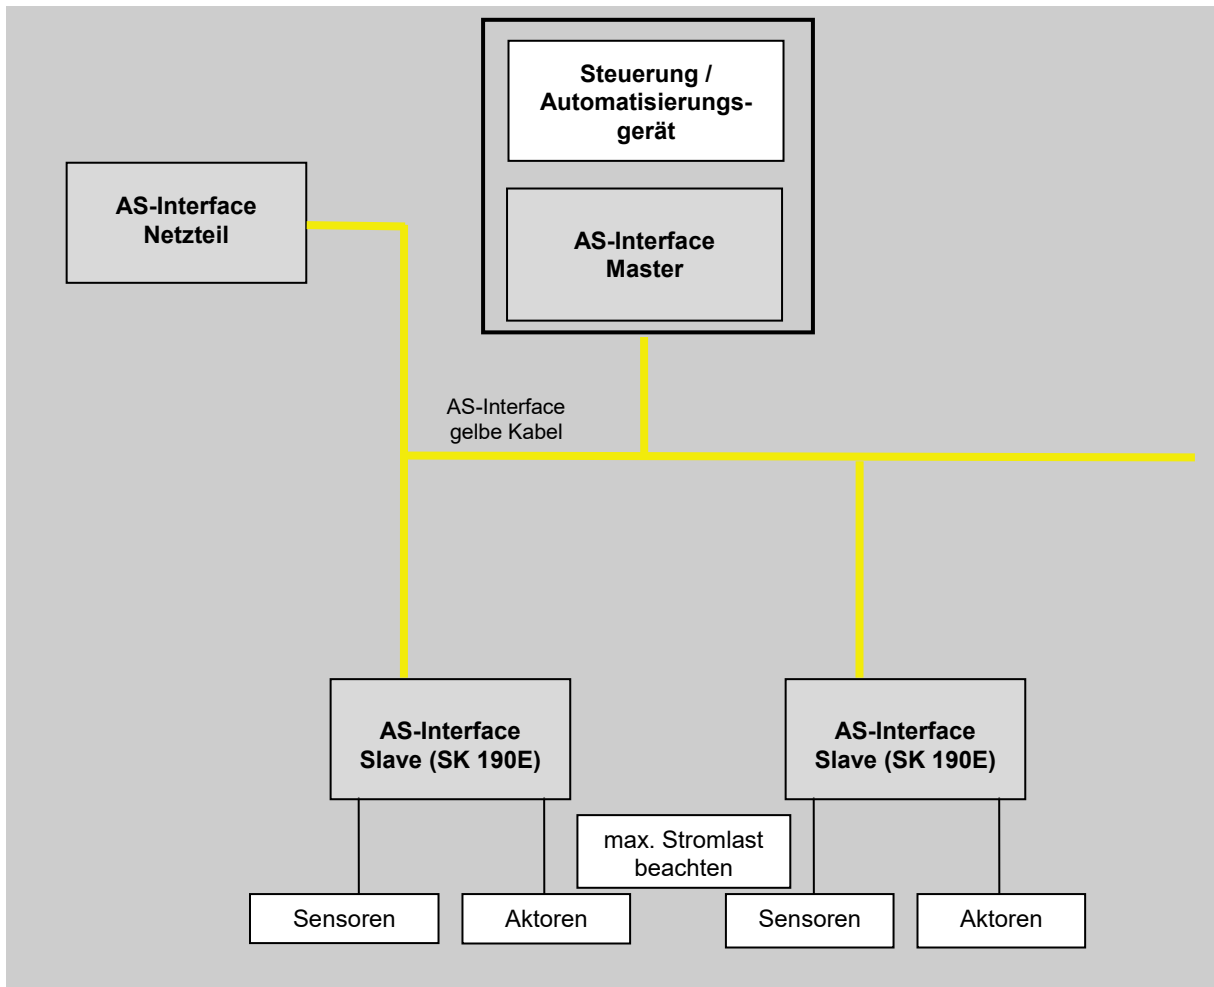 Steuerung /
Automatisierungs-
gerät
AS-Interface
Netzteil
AS-Interface
Master
AS-Interface
gelbe Kabel
AS-Interface
Slave (SK 190E)
AS-Interface
Slave (SK 190E)
max. Stromlast
beachten
Sensoren
Aktoren
Sensoren
Aktoren